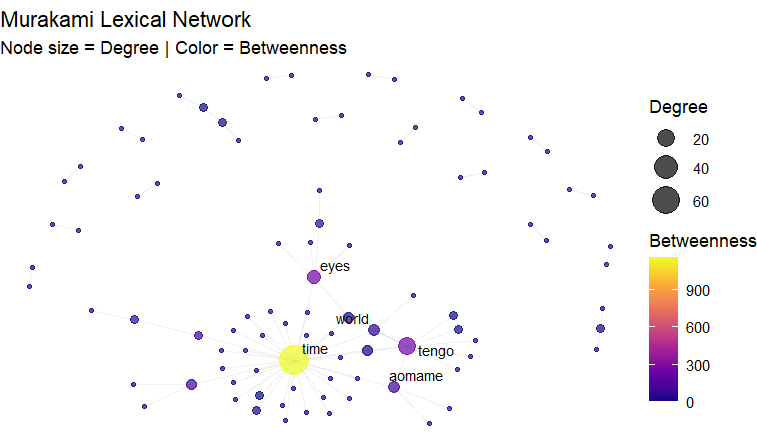 Murakami Lexical Network
Node size = Degree | Color = Betweenness
Degree
20
40
60
Betweenness
900
600
300
0
eyes
world
time
tengo
aomame